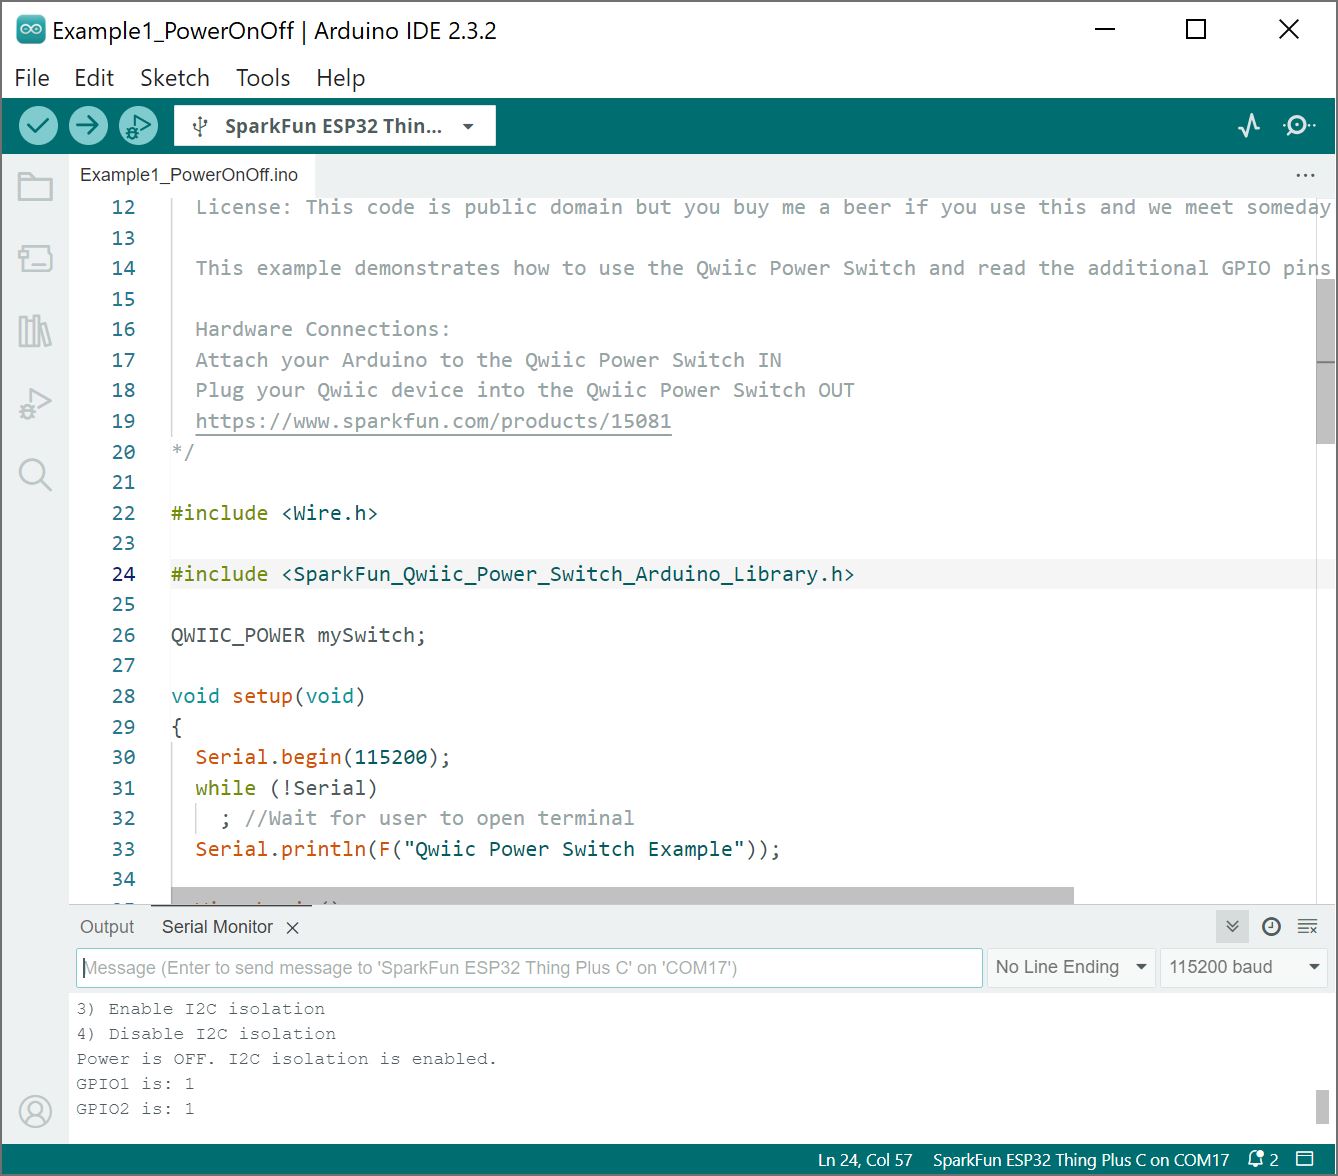 Example1_PowerOnOff | Arduino IDE 2.3.2
File Edit Sketch Tools Help
SparkFun ESP32 Thin...
Example1_PowerOnOff.ino
12 License: This code is public domain but you buy me a beer if you use this and we meet someday
13
14 This example demonstrates how to use the Qwiic Power Switch and read the additional GPIO pins
15
16 Hardware Connections:
17 Attach your Arduino to the Qwiic Power Switch IN
18 Plug your Qwiic device into the Qwiic Power Switch OUT
19 https://www.sparkfun.com/products/15081
20 */
21
22 #include <Wire.h>
23
24 #include <SparkFun_Qwiic_Power_Switch_Arduino_Library.h>
25
26 QWIIC_POWER mySwitch;
27
28 void setup(void)
29 {
30 Serial.begin(115200);
31 while (!Serial)
32 ; //Wait for user to open terminal
33 Serial.println(F("Qwiic Power Switch Example"));
34
Output Serial Monitor
Message (Enter to send message to 'SparkFun ESP32 Thing Plus C' on 'COM17') No Line Ending 115200 baud
3) Enable I2C isolation
4) Disable I2C isolation
Power is OFF. I2C isolation is enabled.
GPIO1 is: 1
GPIO2 is: 1
Ln 24, Col 57 SparkFun ESP32 Thing Plus C on COM17 2